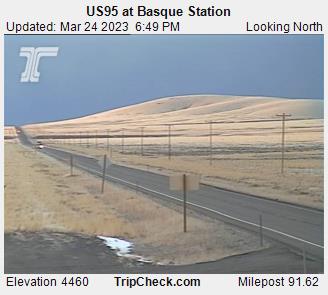 US95 at Basque Station
Updated: Mar 24 2023 6:49 PM Looking North
Elevation 4460 TripCheck.com Milepost 91.62